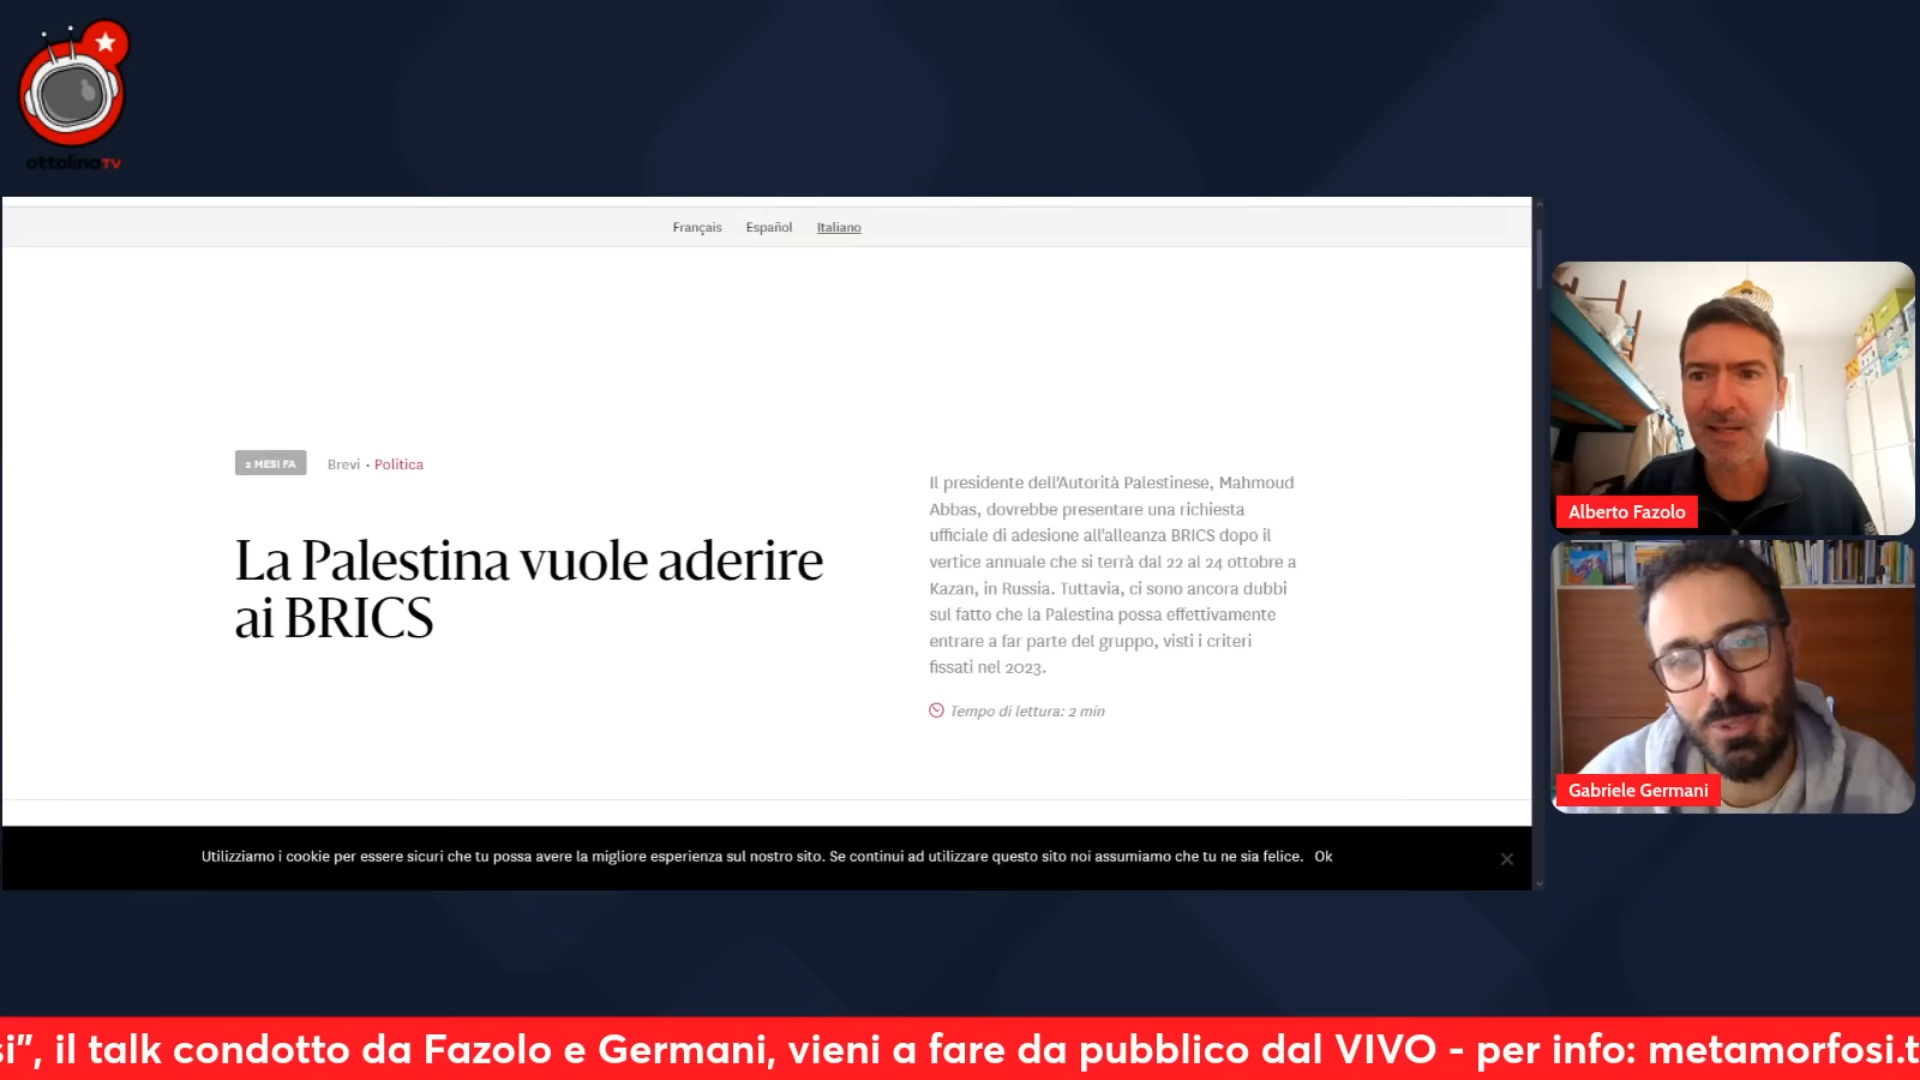 ottolinaTV
Français Español Italiano
2 MESI FA Brevi • Politica
La Palestina vuole aderire
ai BRICS
Il presidente dell'Autorità Palestinese, Mahmoud
Abbas, dovrebbe presentare una richiesta
ufficiale di adesione all'alleanza BRICS dopo il
vertice annuale che si terrà dal 22 al 24 ottobre a
Kazan, in Russia. Tuttavia, ci sono ancora dubbi
sul fatto che la Palestina possa effettivamente
entrare a far parte del gruppo, visti i criteri
fissati nel 2023.
Tempo di lettura: 2 min
Utilizziamo i cookie per essere sicuri che tu possa avere la migliore esperienza sul nostro sito. Se continui ad utilizzare questo sito noi assumiamo che tu ne sia felice. Ok
Alberto Fazolo
Gabriele Germani
si”, il talk condotto da Fazolo e Germani, vieni a fare da pubblico dal VIVO - per info: metamorfosi.t